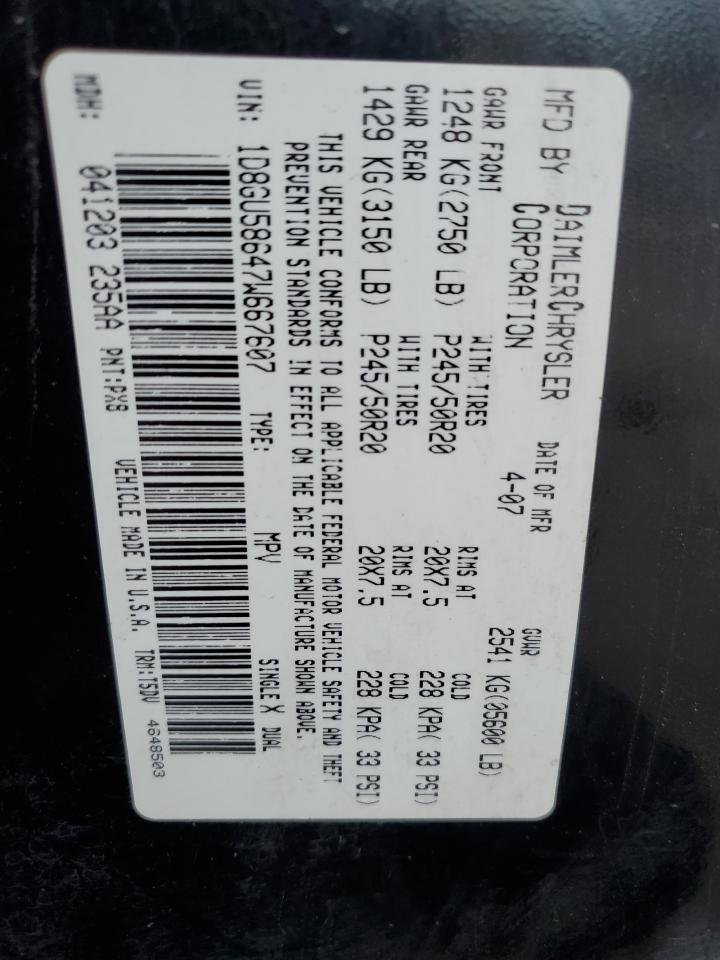 MFD BY DAIMLERCHRYSLER CORPORATION DATE OF MFR 4-07 GVWR 2541 KG(05600 LB)
GAWR FRONT WITH TIRES RIMS AT COLD
1248 KG(2750 LB) P245/50R20 20X7.5 228 KPA( 33 PSI)
GAWR REAR WITH TIRES RIMS AT COLD
1429 KG(3150 LB) P245/50R20 20X7.5 228 KPA( 33 PSI)
THIS VEHICLE CONFORMS TO ALL APPLICABLE FEDERAL MOTOR VEHICLE SAFETY AND THEFT
PREVENTION STANDARDS IN EFFECT ON THE DATE OF MANUFACTURE SHOWN ABOVE.
VIN: 1D8GU58647W667607 TYPE: MPV SINGLE X DUAL
MDH: 041203 235AA PNT:PXB VEHICLE MADE IN U.S.A. TRM:T5DV 4648503